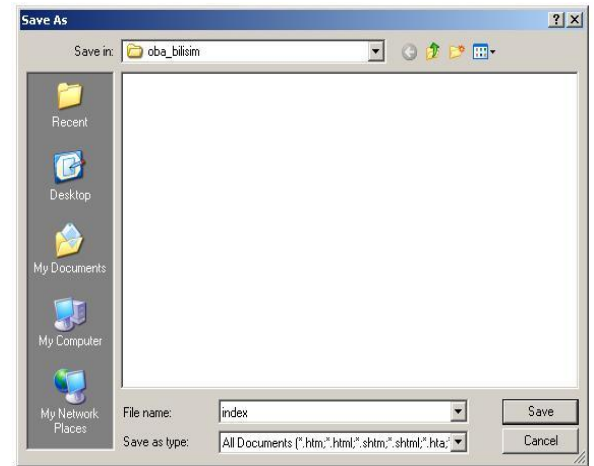 Save As
Save in: oba_bilisim
Recent
Desktop
My Documents
My Computer
My Network
Places
File name: index
Save as type: All Documents (*.htm;*.html;*.shtm;*.shtml;*.hta;
Save
Cancel